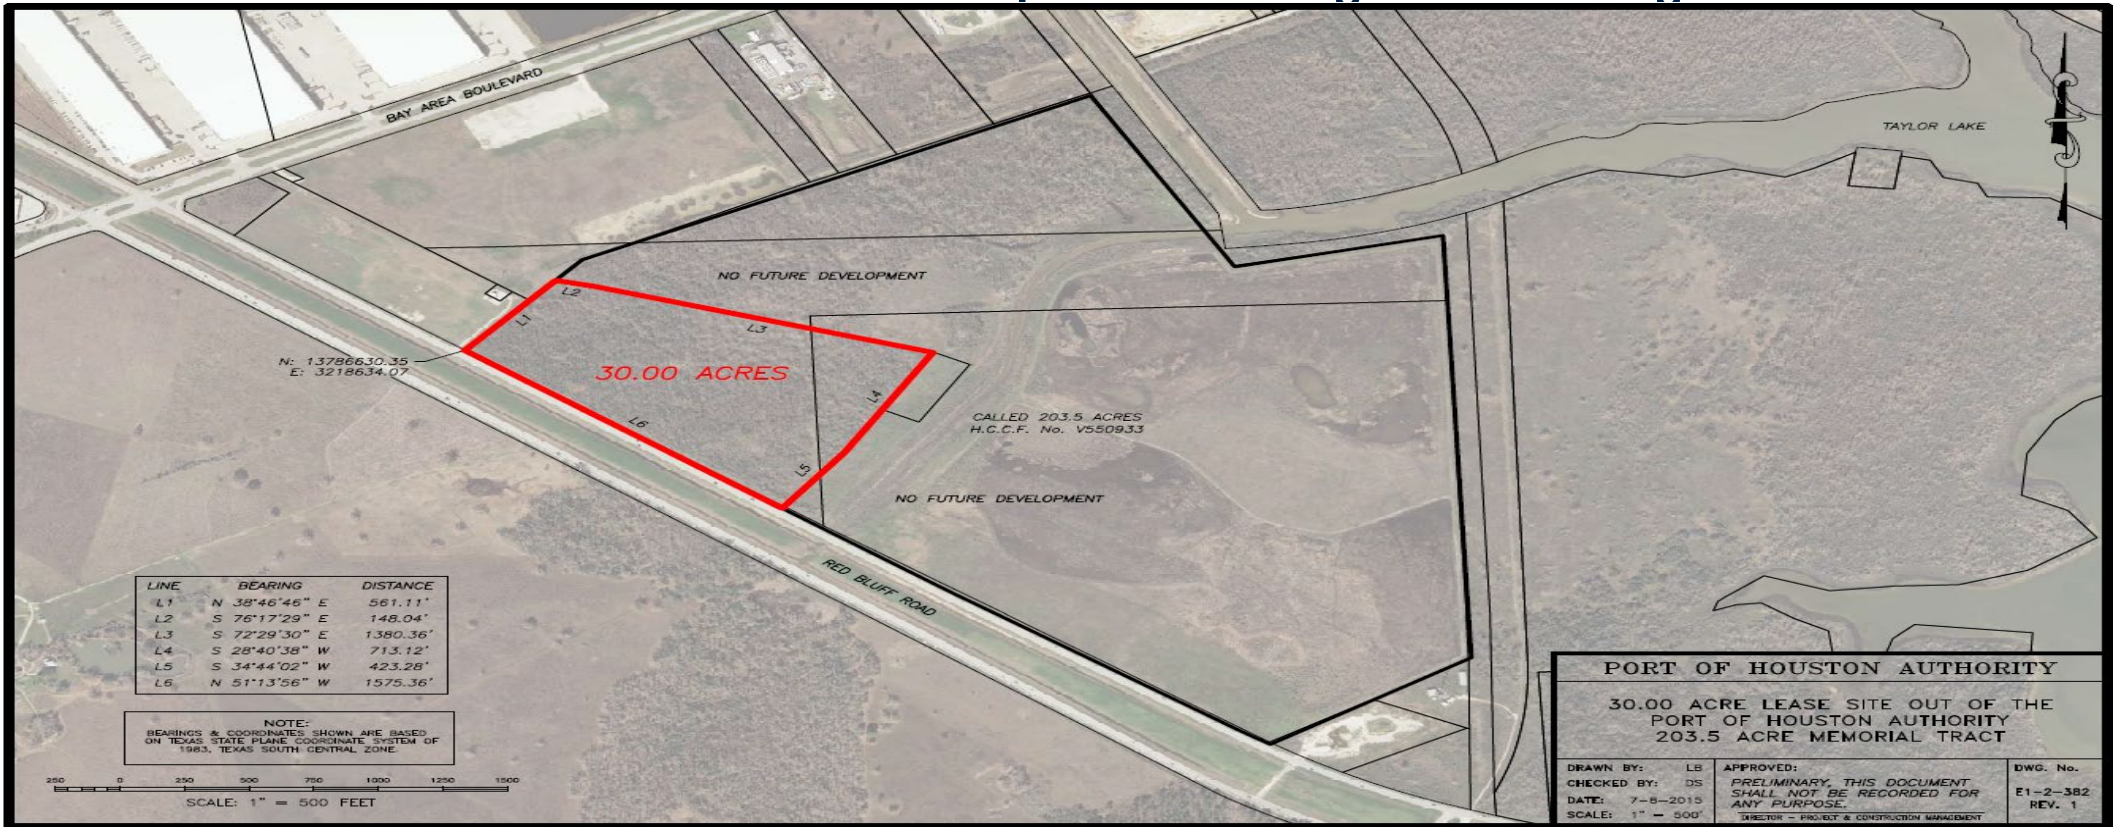 BAY AREA BOULEVARD
TAYLOR LAKE
NO FUTURE DEVELOPMENT
L1
L2
L3
N: 13786630.35
E: 3218634.07
30.00 ACRES
L4
L6
CALLED 203.5 ACRES
H.C.C.F. No. V550933
L5
NO FUTURE DEVELOPMENT
RED BLUFF ROAD
LINE BEARING DISTANCE
L1 N 38°46'46" E 561.11'
L2 S 76°17'29" E 148.04'
L3 S 72°29'30" E 1380.36'
L4 S 28°40'38" W 713.12'
L5 S 34°44'02" W 423.28'
L6 N 51°13'56" W 1575.36'
NOTE:
BEARINGS & COORDINATES SHOWN ARE BASED
ON TEXAS STATE PLANE COORDINATE SYSTEM OF
1983, TEXAS SOUTH CENTRAL ZONE.
250 0 250 500 750 1000 1250 1500
SCALE: 1" = 500 FEET
PORT OF HOUSTON AUTHORITY
30.00 ACRE LEASE SITE OUT OF THE
PORT OF HOUSTON AUTHORITY
203.5 ACRE MEMORIAL TRACT
DRAWN BY: LB
CHECKED BY: DS
DATE: 7-8-2015
SCALE: 1" = 500'
APPROVED:
PRELIMINARY, THIS DOCUMENT
SHALL NOT BE RECORDED FOR
ANY PURPOSE.
DIRECTOR - PROJECT & CONSTRUCTION MANAGEMENT
DWG. No.
E1-2-382
REV. 1